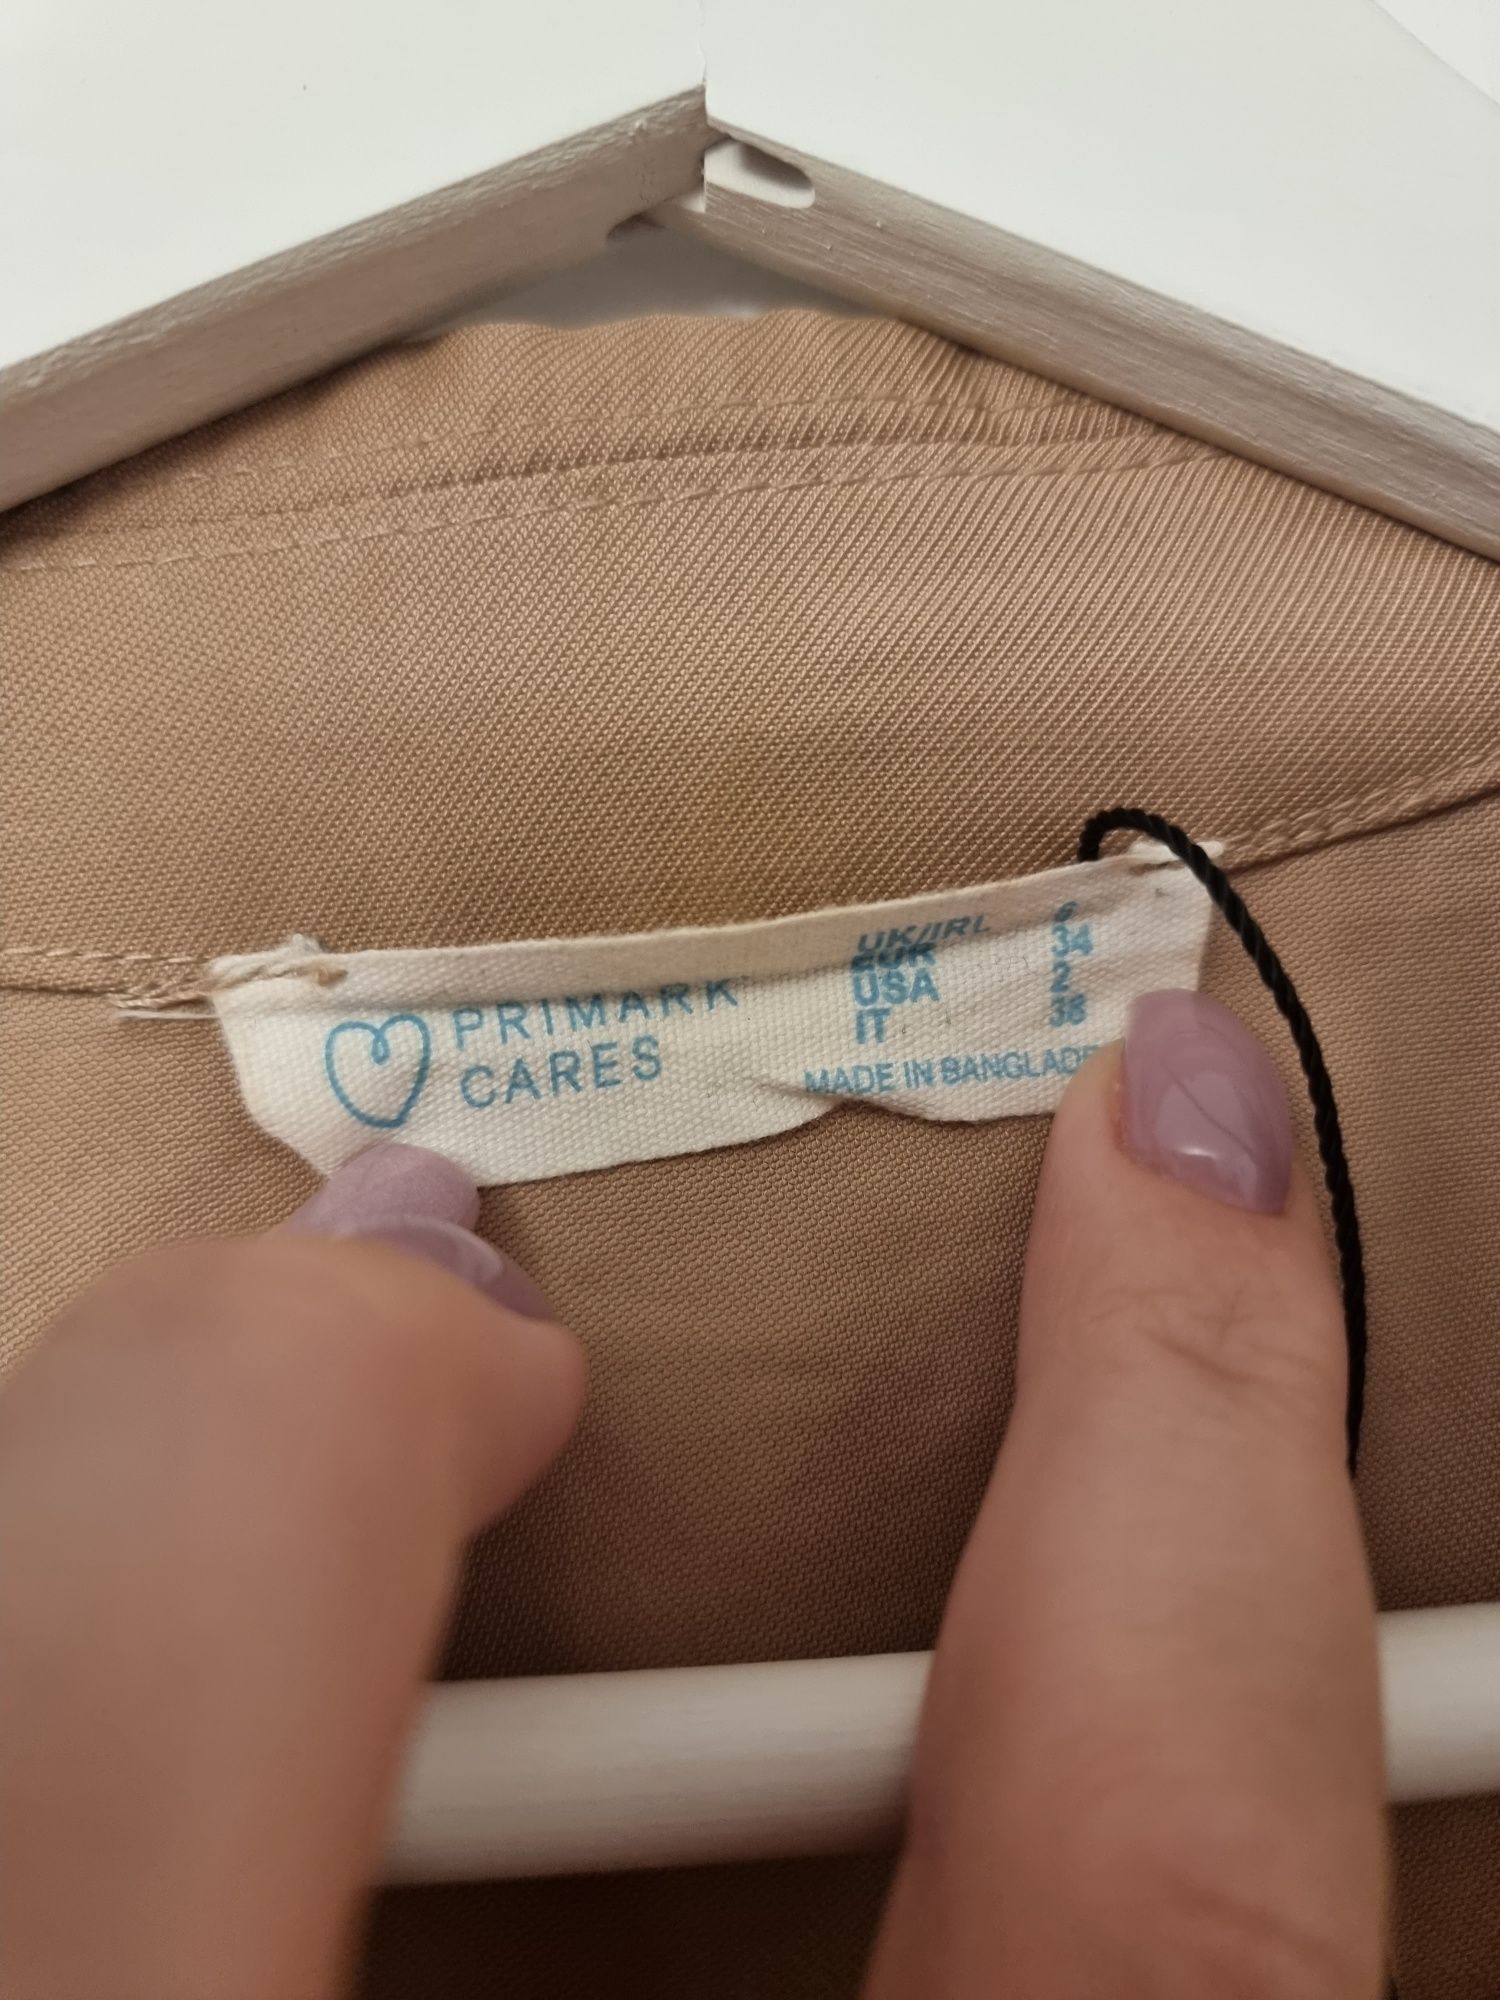 PRIMARK
CARES
UK/IRL 6
EUR 34
USA 2
IT 38
MADE IN BANGLADE